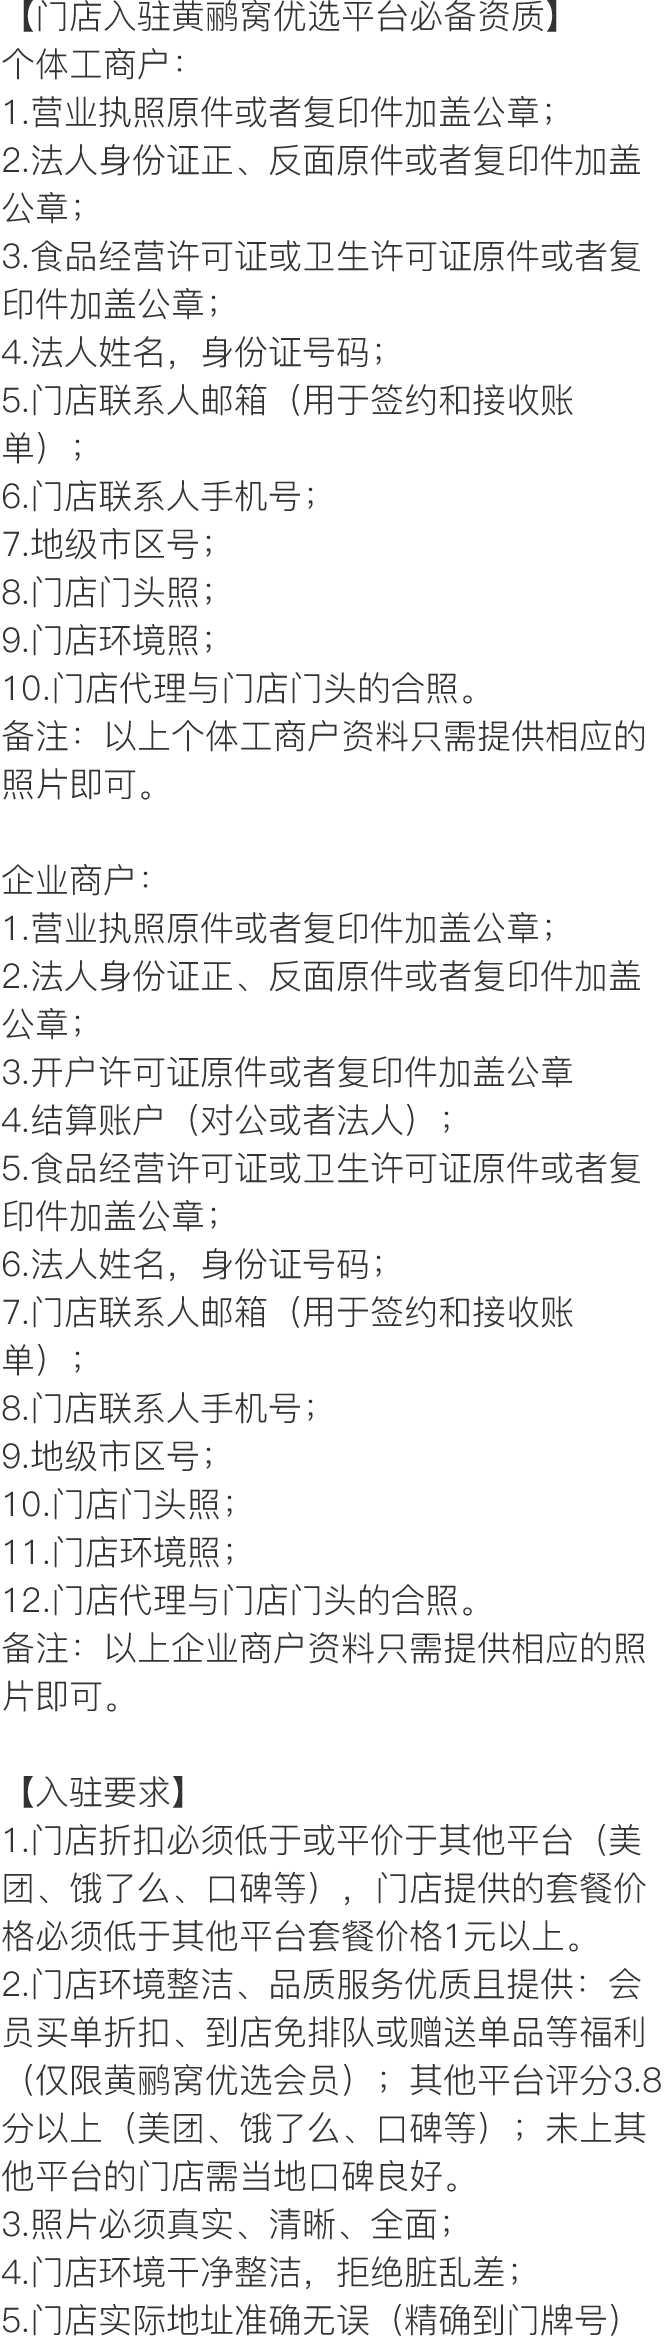 【门店入驻黄鹂窝优选平台必备资质】
个体工商户：
1.营业执照原件或者复印件加盖公章；
2.法人身份证正、反面原件或者复印件加盖
公章；
3.食品经营许可证或卫生许可证原件或者复
印件加盖公章；
4.法人姓名，身份证号码；
5.门店联系人邮箱（用于签约和接收账
单）；
6.门店联系人手机号；
7.地级市区号；
8.门店门头照；
9.门店环境照；
10.门店代理与门店门头的合照。
备注：以上个体工商户资料只需提供相应的
照片即可。
企业商户：
1.营业执照原件或者复印件加盖公章；
2.法人身份证正、反面原件或者复印件加盖
公章；
3.开户许可证原件或者复印件加盖公章
4.结算账户（对公或者法人）；
5.食品经营许可证或卫生许可证原件或者复
印件加盖公章；
6.法人姓名，身份证号码；
7.门店联系人邮箱（用于签约和接收账
单）；
8.门店联系人手机号；
9.地级市区号；
10.门店门头照；
11.门店环境照；
12.门店代理与门店门头的合照。
备注：以上企业商户资料只需提供相应的照
片即可。
【入驻要求】
1.门店折扣必须低于或平价于其他平台（美
团、饿了么、口碑等），门店提供的套餐价
格必须低于其他平台套餐价格1元以上。
2.门店环境整洁、品质服务优质且提供：会
员买单折扣、到店免排队或赠送单品等福利
（仅限黄鹂窝优选会员）；其他平台评分3.8
分以上（美团、饿了么、口碑等）；未上其
他平台的门店需当地口碑良好。
3.照片必须真实、清晰、全面；
4.门店环境干净整洁，拒绝脏乱差；
5.门店实际地址准确无误（精确到门牌号）